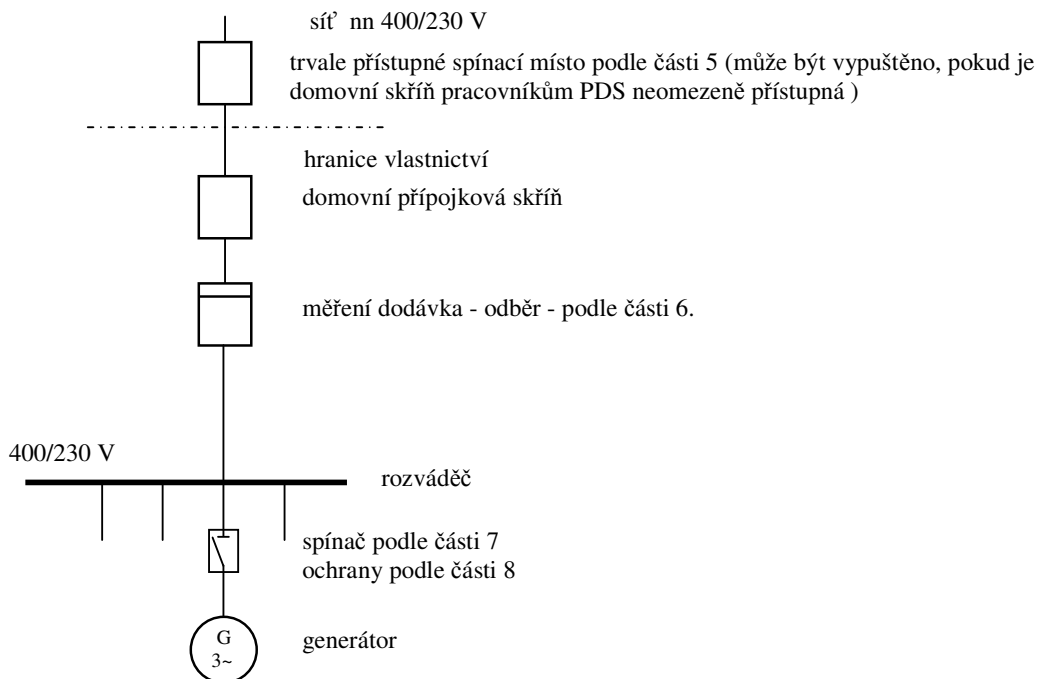 síť nn 400/230 V
trvale přístupné spínací místo podle části 5 (může být vypuštěno, pokud je
domovní skříň pracovníkům PDS neomezeně přístupná )
hranice vlastnictví
domovní přípojková skříň
měření dodávka - odběr - podle části 6.
400/230 V
rozváděč
spínač podle části 7
ochrany podle části 8
G
3~
generátor